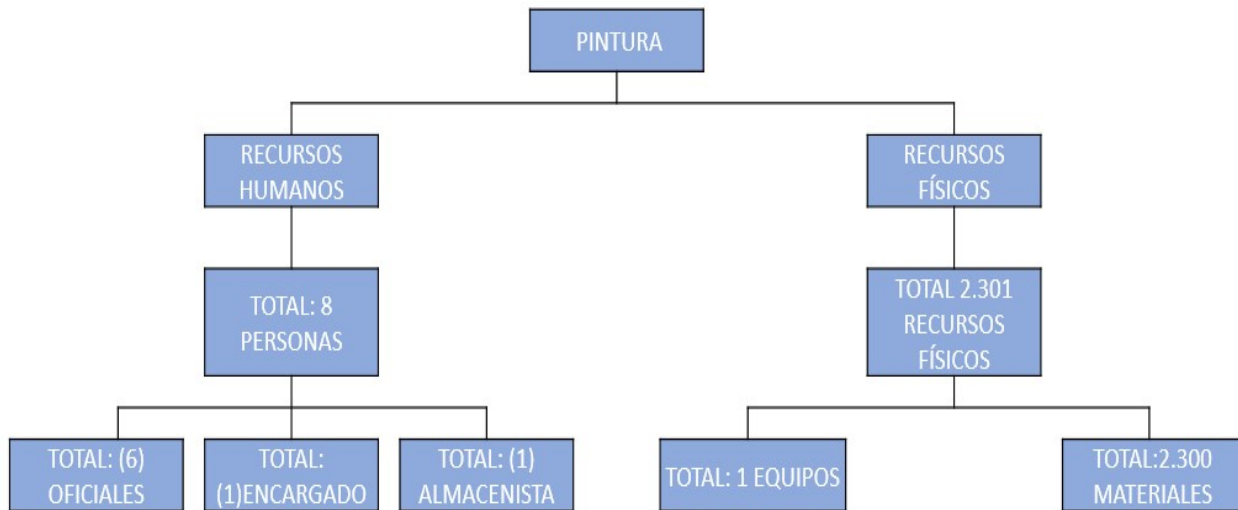 PINTURA
RECURSOS
HUMANOS
RECURSOS
FÍSICOS
TOTAL: 8
PERSONAS
TOTAL 2.301
RECURSOS
FÍSICOS
TOTAL: (6)
OFICIALES
TOTAL:
(1)ENCARGADO
TOTAL: (1)
ALMACENISTA
TOTAL: 1 EQUIPOS
TOTAL:2.300
MATERIALES